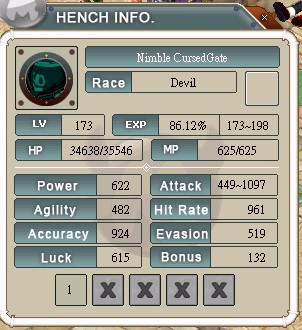 HENCH INFO.
Nimble CursedGate
Race Devil
LV 173 EXP 86.12% 173~198
HP 34638/35546 MP 625/625
Power 622 Attack 449~1097
Agility 482 Hit Rate 961
Accuracy 924 Evasion 519
Luck 615 Bonus 132
1 X X X X